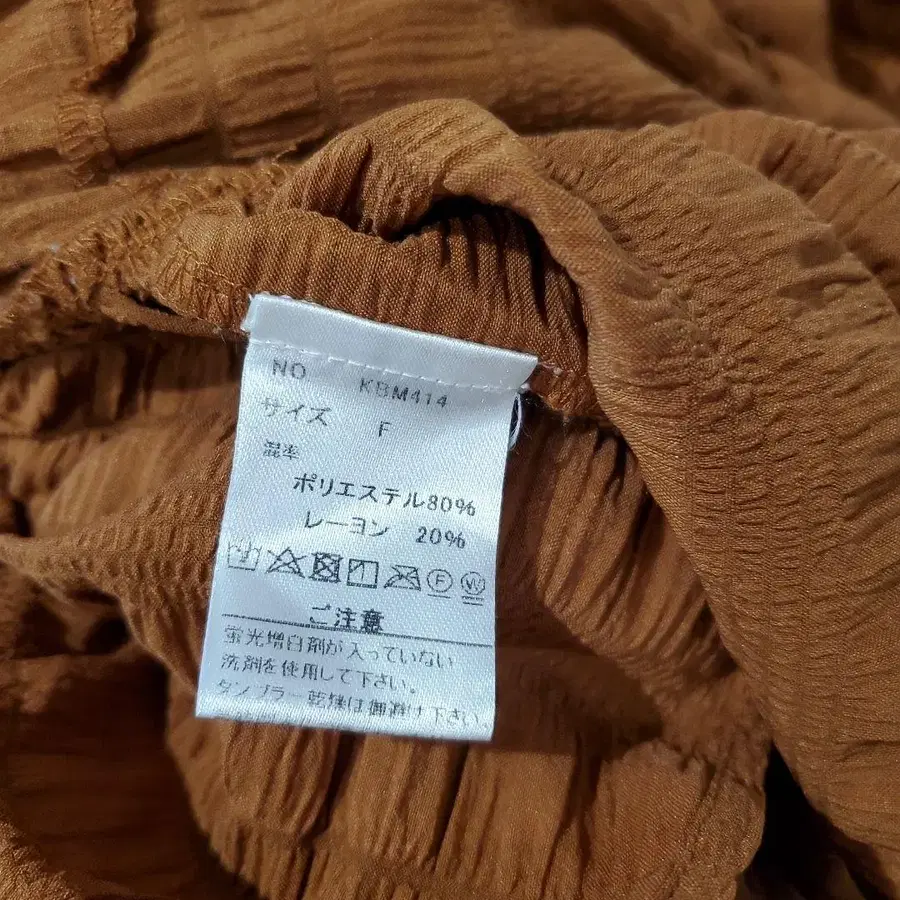 NO KBM414
サイズ F
混率
ポリエステル80%
レーヨン 20%
F W
ご注意
蛍光増白剤が入っていない
洗剤を使用して下さい。
タンブラー乾燥は御避け下さい。